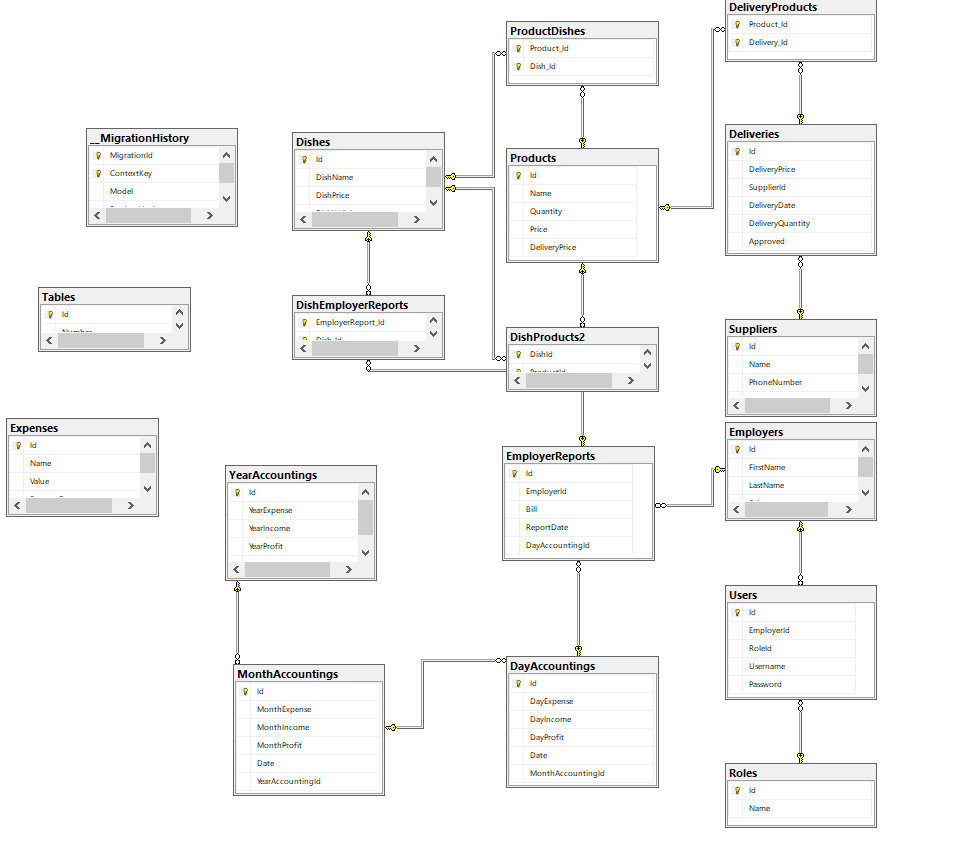 DeliveryProducts
Product_Id
Delivery_Id
ProductDishes
Product_Id
Dish_Id
__MigrationHistory
MigrationId
ContextKey
Model
Dishes
Id
DishName
DishPrice
Products
Id
Name
Quantity
Price
DeliveryPrice
Deliveries
Id
DeliveryPrice
SupplierId
DeliveryDate
DeliveryQuantity
Approved
Tables
Id
Number
DishEmployerReports
EmployerReport_Id
Dish_Id
DishProducts2
DishId
ProductId
Suppliers
Id
Name
PhoneNumber
Expenses
Id
Name
Value
YearAccountings
Id
YearExpense
YearIncome
YearProfit
EmployerReports
Id
EmployerId
Bill
ReportDate
DayAccountingId
Employers
Id
FirstName
LastName
Users
Id
EmployerId
RoleId
Username
Password
MonthAccountings
Id
MonthExpense
MonthIncome
MonthProfit
Date
YearAccountingId
DayAccountings
Id
DayExpense
DayIncome
DayProfit
Date
MonthAccountingId
Roles
Id
Name